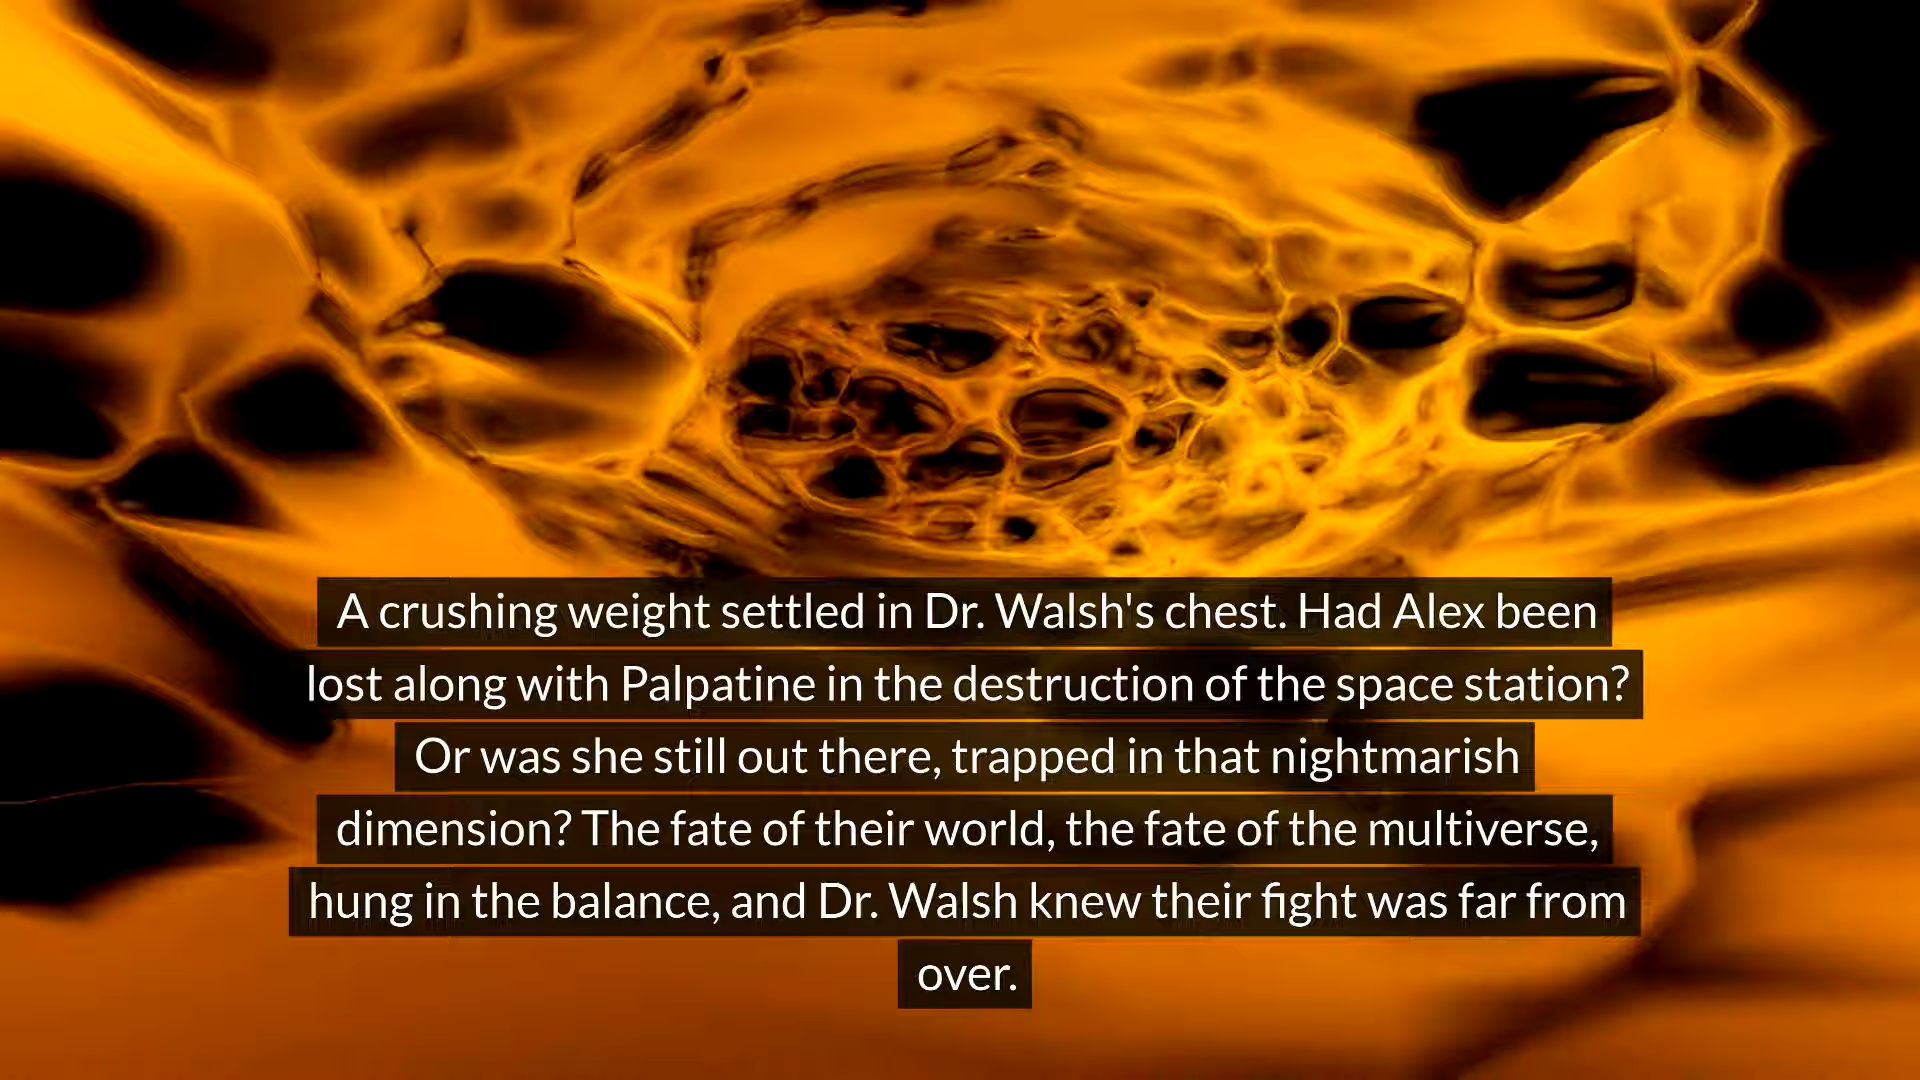 A crushing weight settled in Dr. Walsh's chest. Had Alex been
lost along with Palpatine in the destruction of the space station?
Or was she still out there, trapped in that nightmarish
dimension? The fate of their world, the fate of the multiverse,
hung in the balance, and Dr. Walsh knew their fight was far from
over.